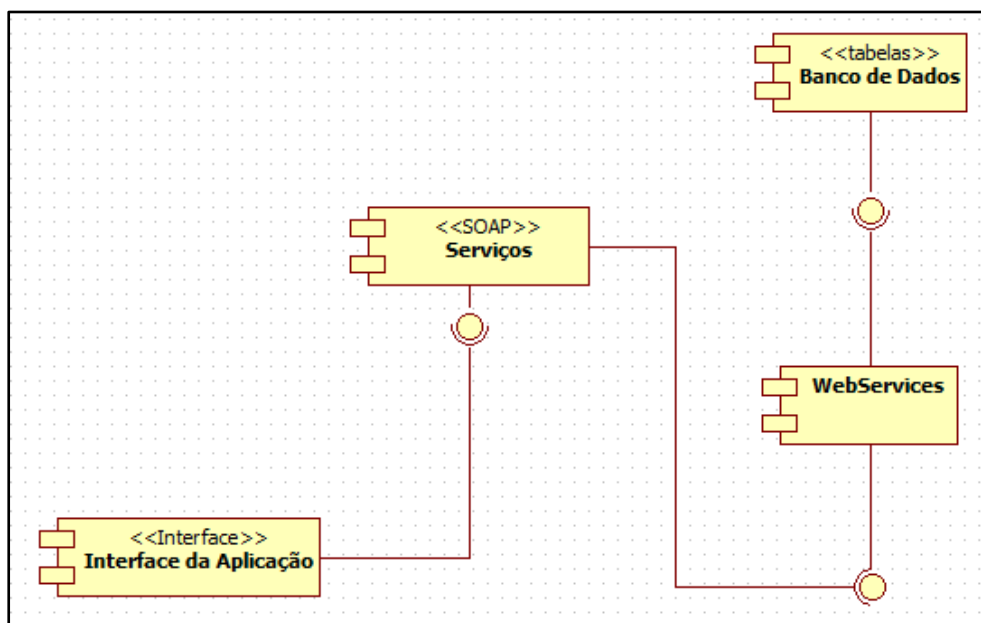 <<tabelas>>
Banco de Dados
<<SOAP>>
Serviços
WebServices
<<Interface>>
Interface da Aplicação